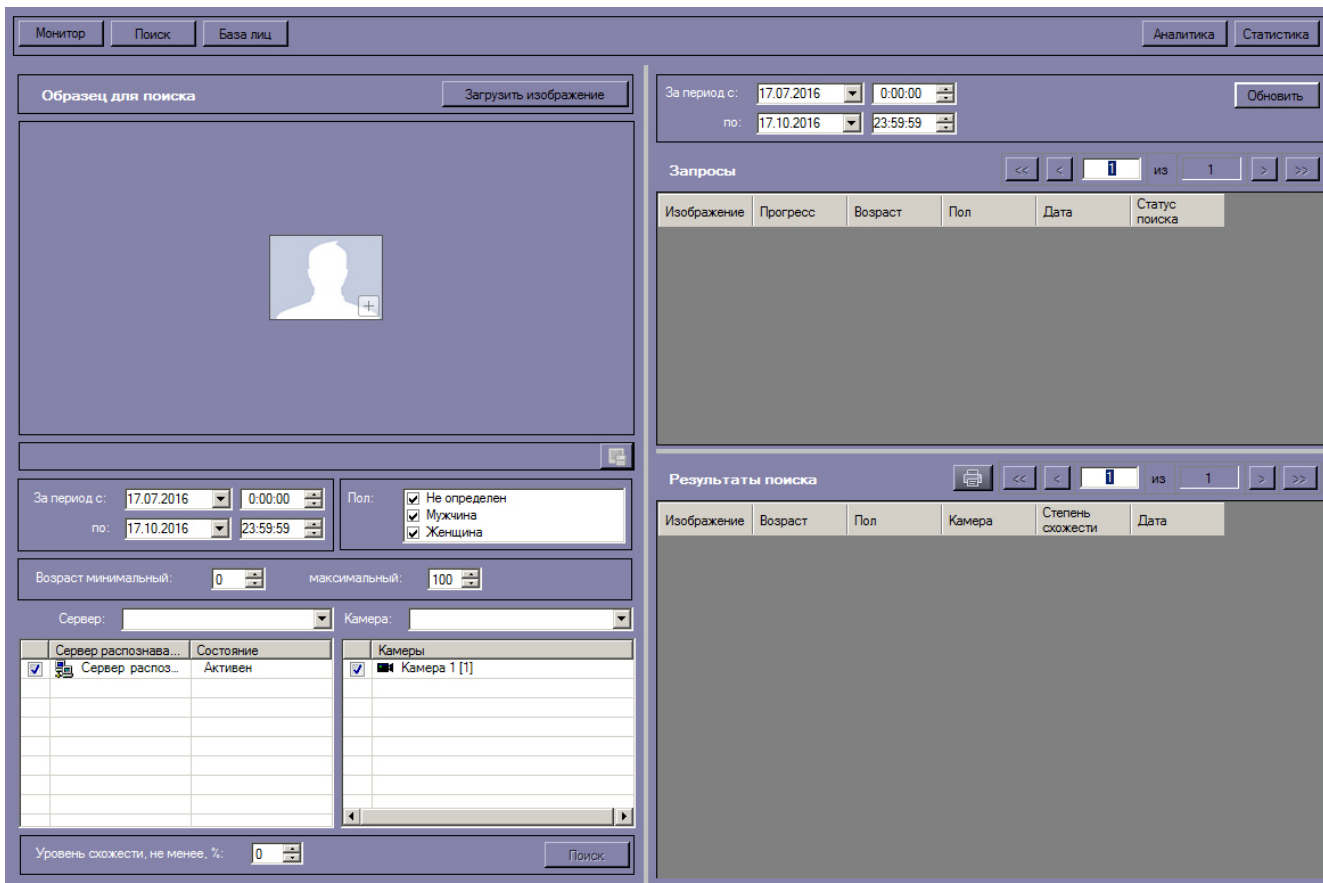 Монитор Поиск База лиц Аналитика Статистика
Образец для поиска Загрузить изображение
За период с: 17.07.2016 0:00:00
по: 17.10.2016 23:59:59
Обновить
Запросы << < 1 из 1 > >>
Изображение Прогресс Возраст Пол Дата Статус поиска
За период с: 17.07.2016 0:00:00
по: 17.10.2016 23:59:59
Пол: Не определен
Мужчина
Женщина
Возраст минимальный: 0 максимальный: 100
Сервер: Камера:
Сервер распознава... Состояние
Сервер распоз... Активен
Камеры
Камера 1 [1]
Уровень схожести, не менее, %: 0 Поиск
Результаты поиска << < 1 из 1 > >>
Изображение Возраст Пол Камера Степень схожести Дата